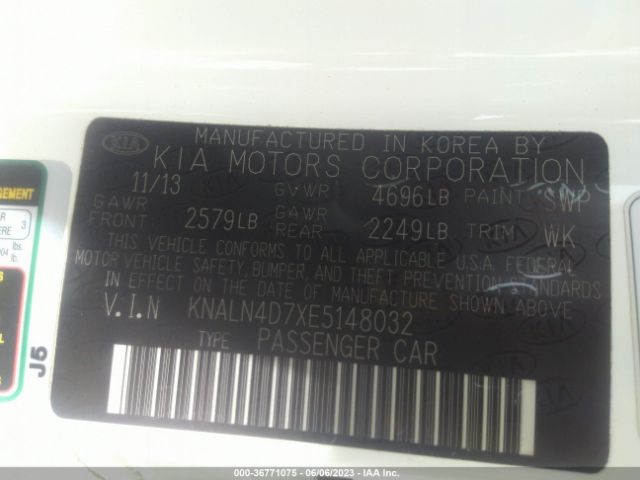 MANUFACTURED IN KOREA BY
KIA KIA MOTORS CORPORATION
11/13 GVWR 4696LB PAINT SWP
GAWR FRONT 2579LB GAWR REAR 2249LB TRIM WK
THIS VEHICLE CONFORMS TO ALL APPLICABLE U.S.A. FEDERAL
MOTOR VEHICLE SAFETY, BUMPER, AND THEFT PREVENTION STANDARDS
IN EFFECT ON THE DATE OF MANUFACTURE SHOWN ABOVE
V.I.N KNALN4D7XE5148032
TYPE PASSENGER CAR
J5
3
lbs.
000-36771075 - 06/06/2023 - IAA Inc.